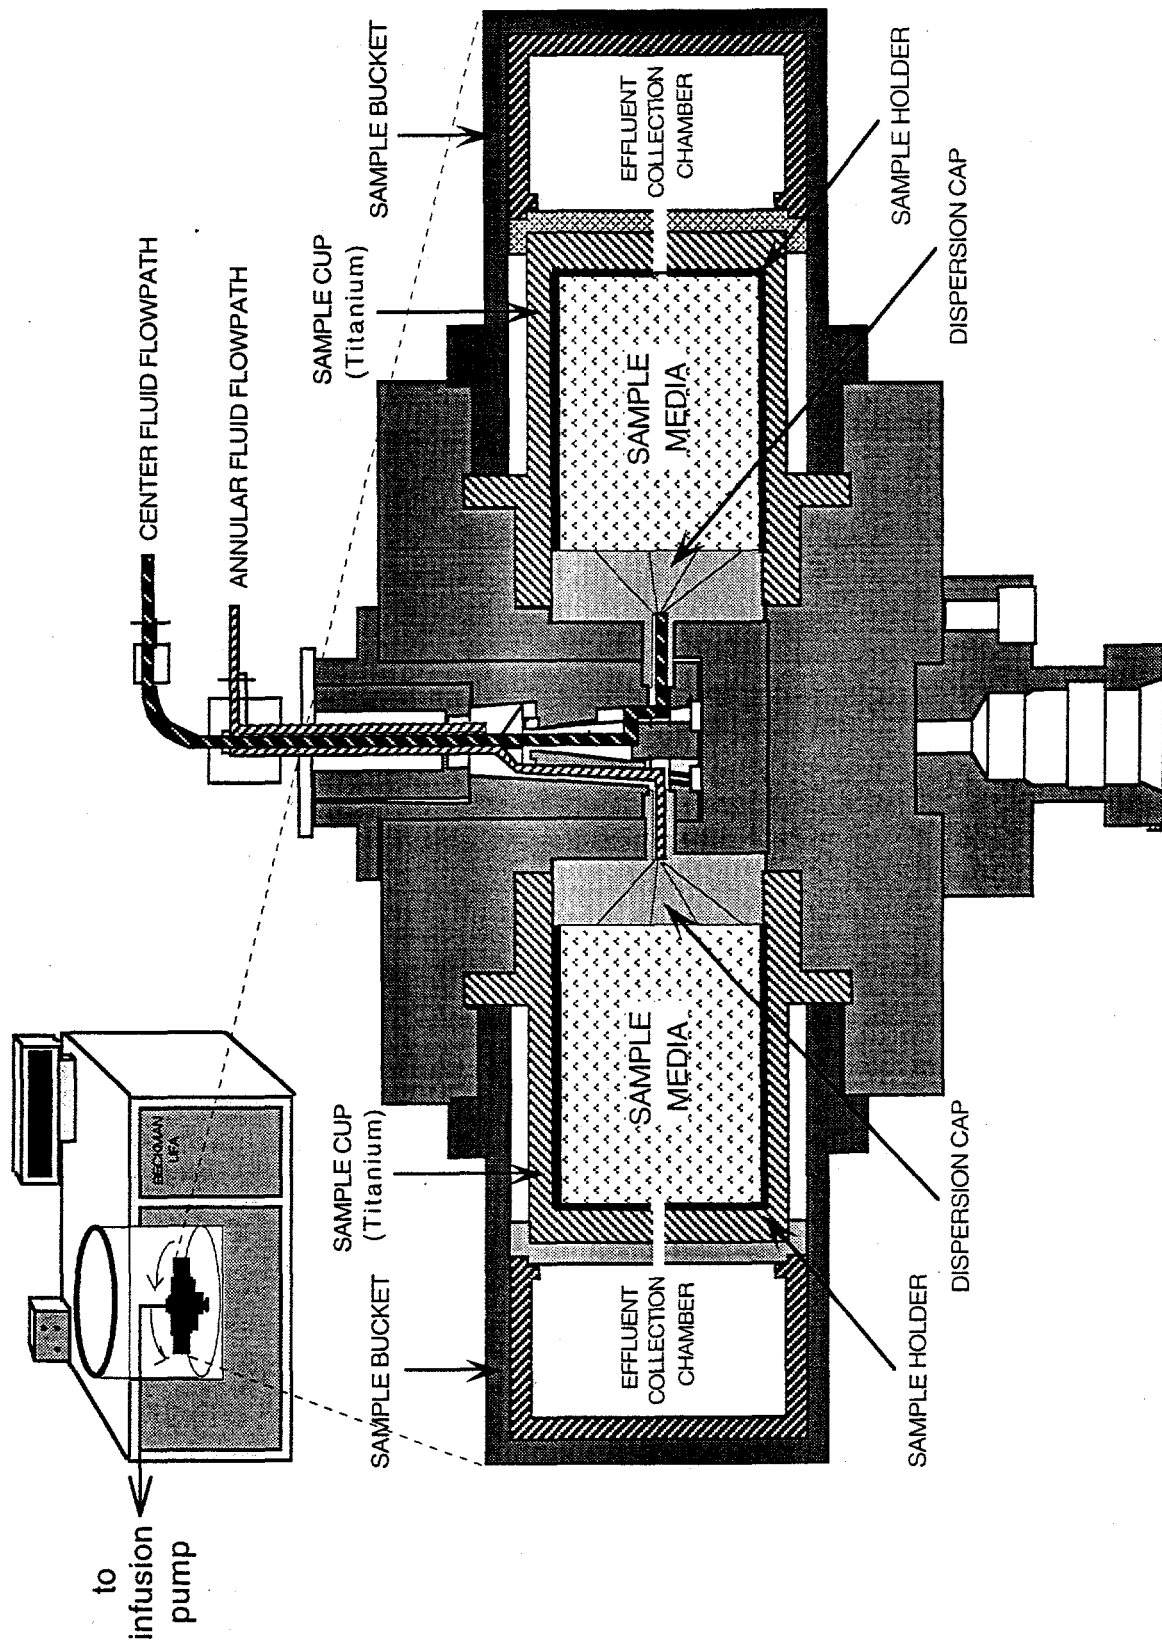 to
infusion
pump
BECKMAN
UFA
CENTER FLUID FLOWPATH
ANNULAR FLUID FLOWPATH
SAMPLE BUCKET
SAMPLE CUP
(Titanium)
SAMPLE CUP
(Titanium)
SAMPLE BUCKET
EFFLUENT
COLLECTION
CHAMBER
SAMPLE
MEDIA
SAMPLE
MEDIA
EFFLUENT
COLLECTION
CHAMBER
SAMPLE HOLDER
DISPERSION CAP
DISPERSION CAP
SAMPLE HOLDER